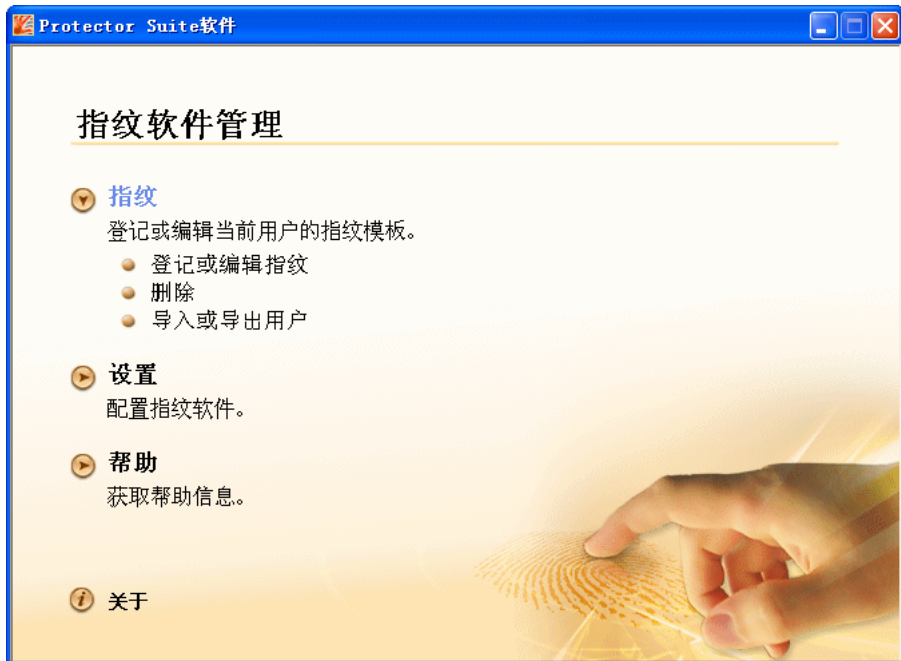 Protector Suite软件
指纹软件管理
指纹
登记或编辑当前用户的指纹模板。
登记或编辑指纹
删除
导入或导出用户
设置
配置指纹软件。
帮助
获取帮助信息。
关于